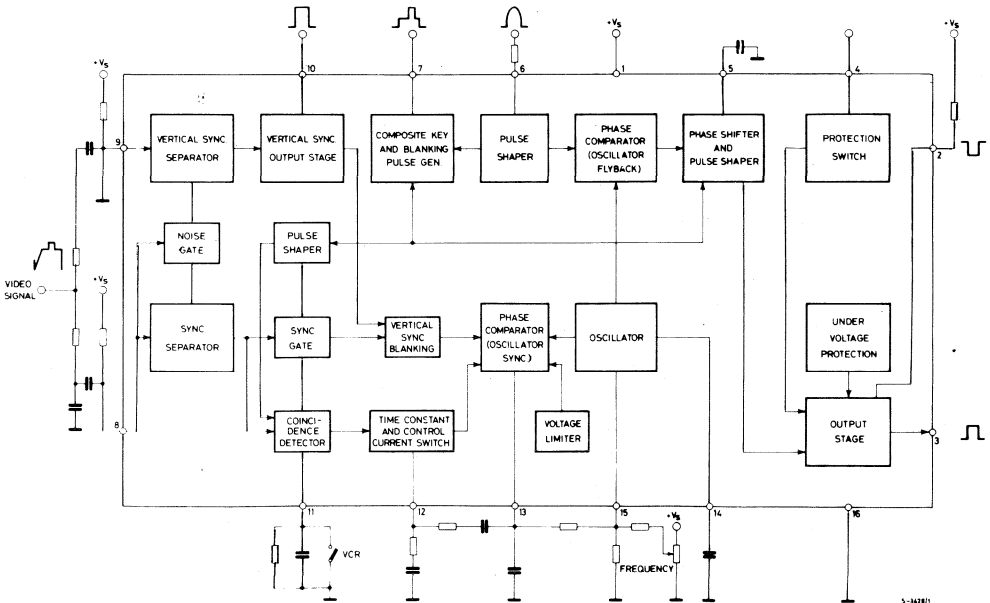 +Vs
10
7
6
1
5
4
+Vs
+Vs
9
VERTICAL SYNC
SEPARATOR
VERTICAL SYNC
OUTPUT STAGE
COMPOSITE KEY
AND BLANKING
PULSE GEN.
PULSE
SHAPER
PHASE
COMPARATOR
(OSCILLATOR
FLYBACK)
PHASE SHIFTER
AND
PULSE SHAPER
PROTECTION
SWITCH
2
NOISE
GATE
PULSE
SHAPER
VIDEO
SIGNAL
+Vs
SYNC
SEPARATOR
SYNC
GATE
VERTICAL
SYNC
BLANKING
PHASE
COMPARATOR
(OSCILLATOR
SYNC)
OSCILLATOR
UNDER
VOLTAGE
PROTECTION
8
COINCI-
DENCE
DETECTOR
TIME CONSTANT
AND CONTROL
CURRENT SWITCH
VOLTAGE
LIMITER
OUTPUT
STAGE
3
11
12
13
15
14
16
+Vs
VCR
FREQUENCY
S-3428/1